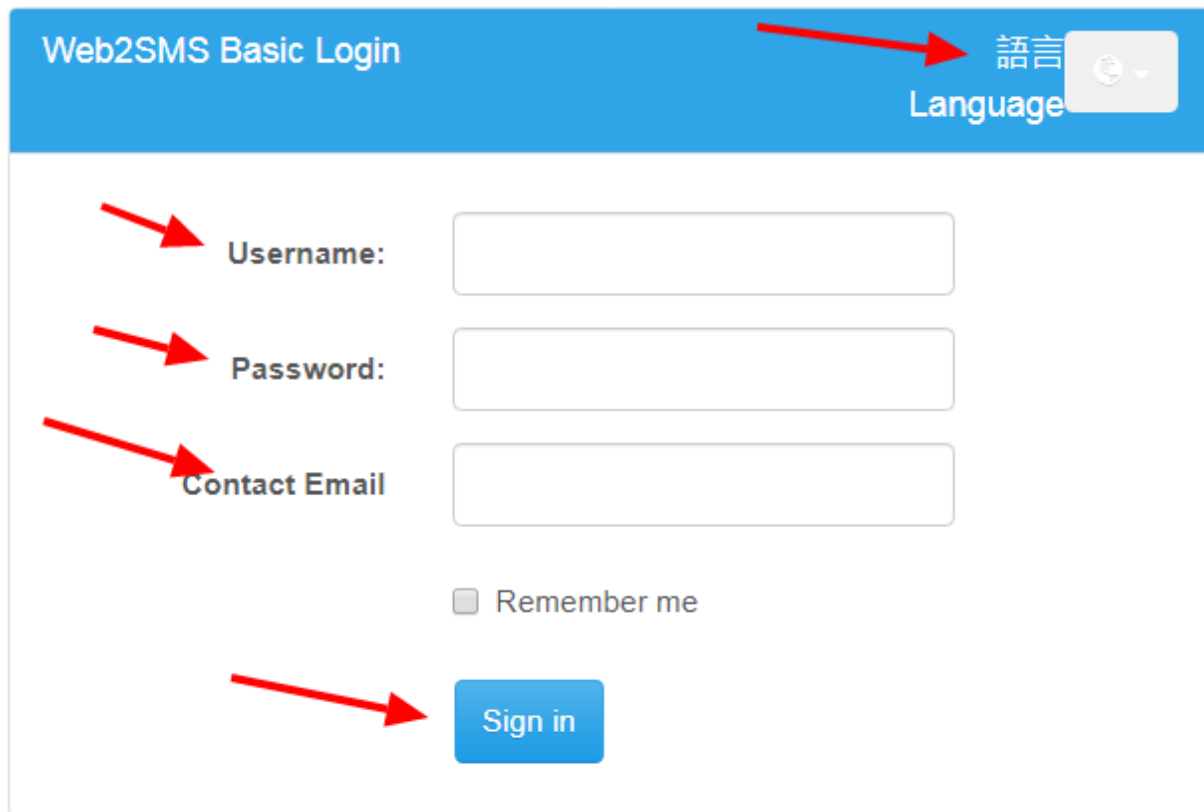 Web2SMS Basic Login
語言
Language
Username:
Password:
Contact Email
Remember me
Sign in